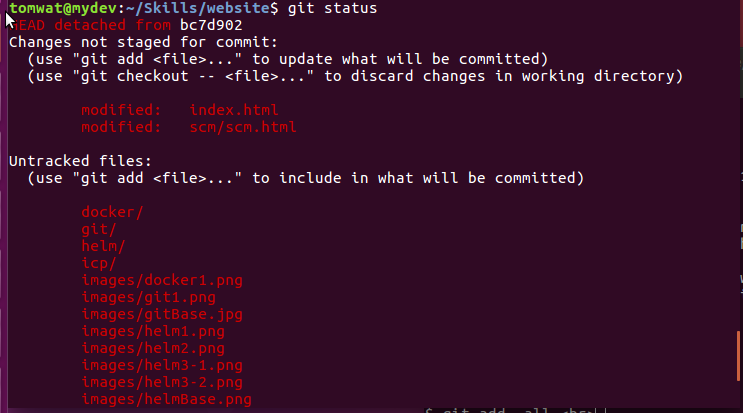 tomwat@mydev:~/Skills/website$ git status
HEAD detached from bc7d902
Changes not staged for commit:
  (use "git add <file>..." to update what will be committed)
  (use "git checkout -- <file>..." to discard changes in working directory)
        modified:   index.html
        modified:   scm/scm.html
Untracked files:
  (use "git add <file>..." to include in what will be committed)
        docker/
        git/
        helm/
        icp/
        images/docker1.png
        images/git1.png
        images/gitBase.jpg
        images/helm1.png
        images/helm2.png
        images/helm3-1.png
        images/helm3-2.png
        images/helmBase.png